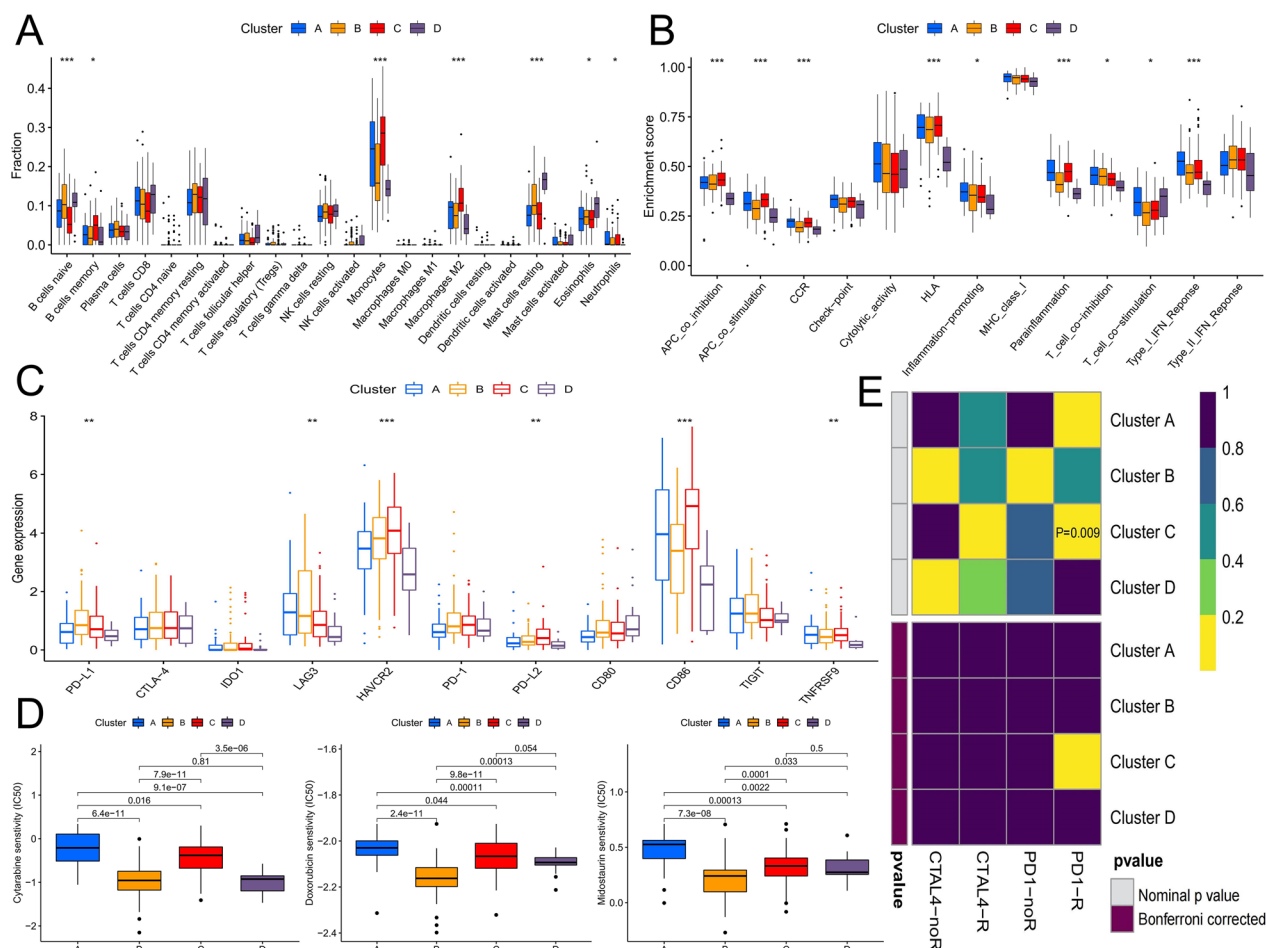 A
Cluster A B C D
Fraction
0.4
0.3
0.2
0.1
0.0
*** * *** *** *** * *
B cells naive
B cells memory
Plasma cells
T cells CD8
T cells CD4 naive
T cells CD4 memory resting
T cells CD4 memory activated
T cells follicular helper
T cells regulatory (Tregs)
T cells gamma delta
NK cells resting
NK cells activated
Monocytes
Macrophages M0
Macrophages M1
Macrophages M2
Dendritic cells resting
Dendritic cells activated
Mast cells resting
Mast cells activated
Eosinophils
Neutrophils
B
Cluster A B C D
Enrichment score
1.00
0.75
0.50
0.25
0.00
*** *** *** *** * *** * * ***
APC_co_inhibition
APC_co_stimulation
CCR
Check-point
Cytolytic_activity
HLA
Inflammation-promoting
MHC_class_I
Parainflammation
T_cell_co-inhibition
T_cell_co-stimulation
Type_I_IFN_Reponse
Type_II_IFN_Reponse
C
Cluster A B C D
Gene expression
8
6
4
2
0
** ** *** ** *** **
PD-L1
CTLA-4
IDO1
LAG3
HAVCR2
PD-1
PD-L2
CD80
CD86
TIGIT
TNFRSF9
D
Cluster A B C D
Cytarabine senstivity (IC50)
2
1
0
-1
-2
3.5e-06
0.81
7.9e-11
9.1e-07
0.016
6.4e-11
Cluster A B C D
Doxorubicin senstivity (IC50)
-1.6
-1.8
-2.0
-2.2
-2.4
0.054
0.00013
9.8e-11
0.00011
0.044
2.4e-11
Cluster A B C D
Midostaurin senstivity (IC50)
1.0
0.5
0.0
0.5
0.033
0.0001
0.0022
0.00013
7.3e-08
E
Cluster A
Cluster B
P=0.009
Cluster C
Cluster D
Cluster A
Cluster B
Cluster C
Cluster D
1
0.8
0.6
0.4
0.2
pvalue
CTAL4-noR
CTAL4-R
PD1-noR
PD1-R
pvalue
Nominal p value
Bonferroni corrected